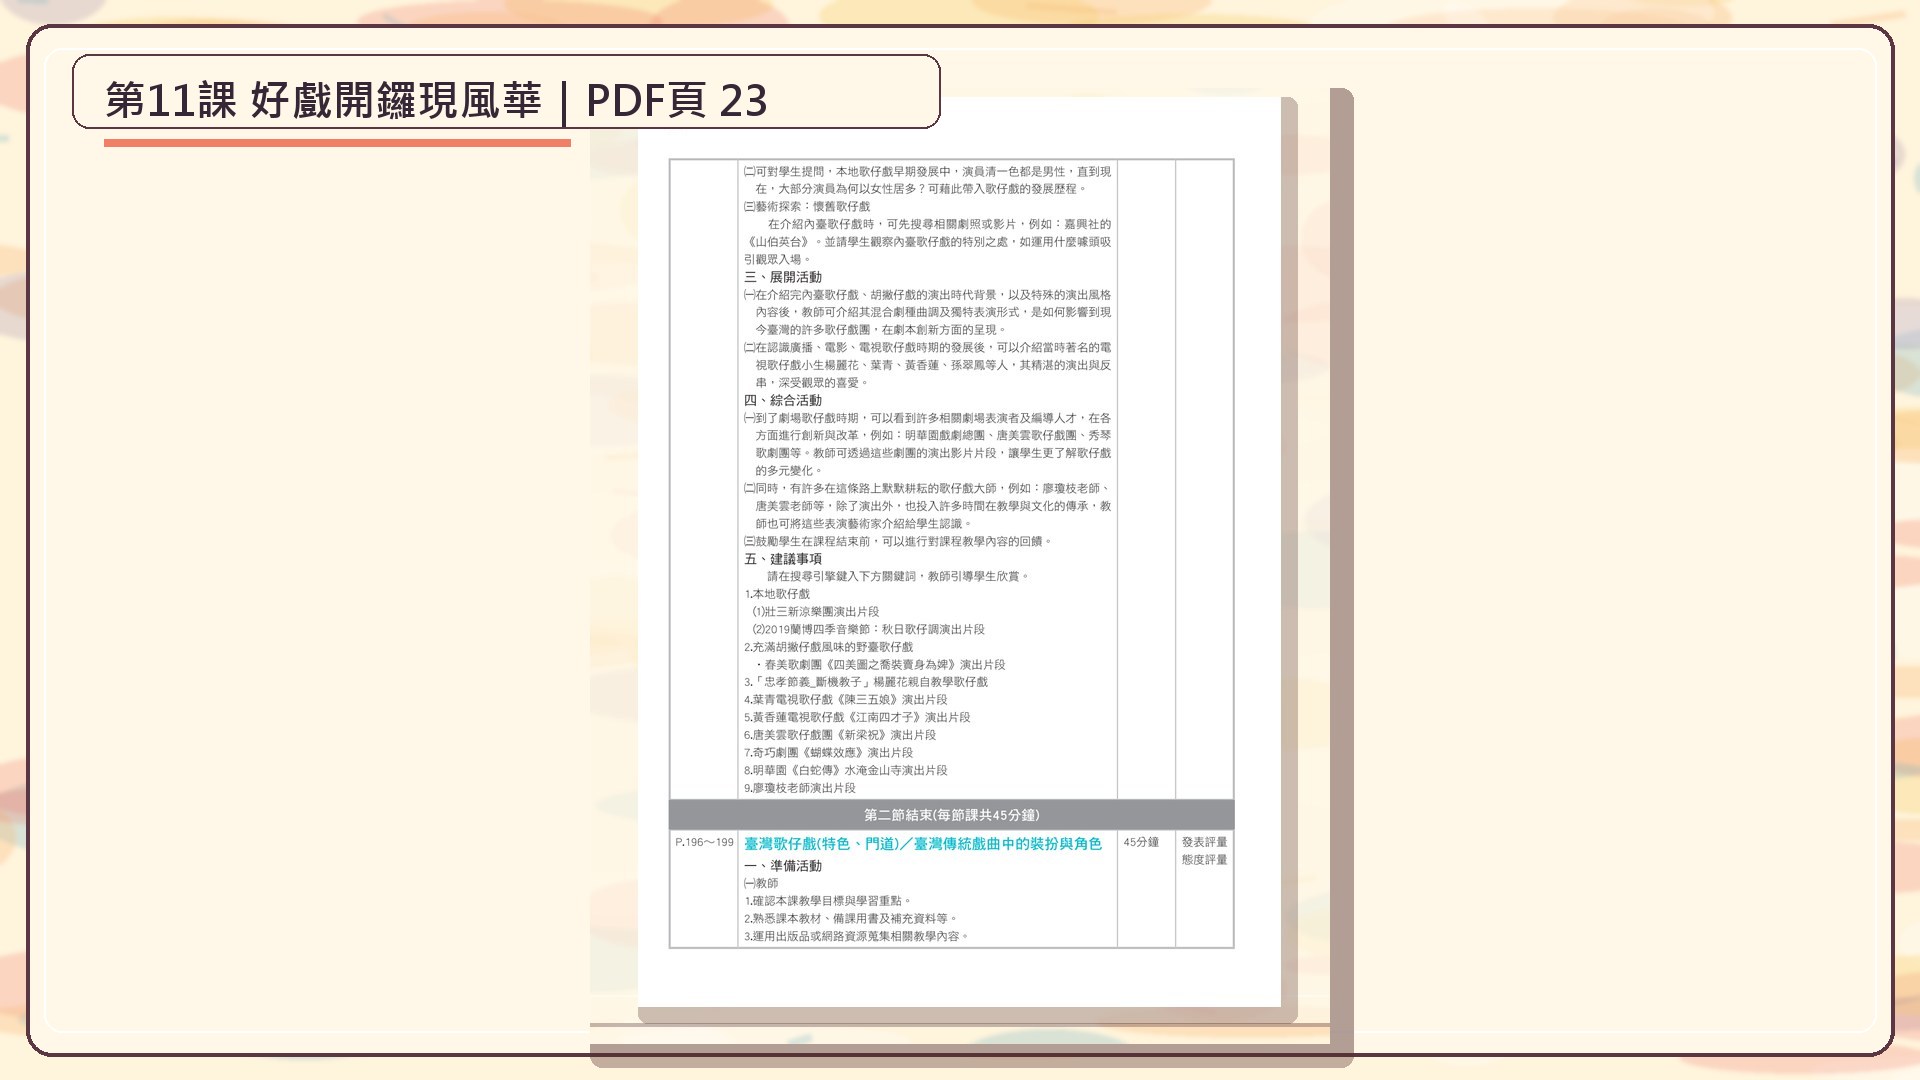 第11課 好戲開鑼現風華 | PDF頁 23
㈡可對學生提問，本地歌仔戲早期發展中，演員清一色都是男性，直到現
在，大部分演員為何以女性居多？可藉此帶入歌仔戲的發展歷程。
㈢藝術探索：懷舊歌仔戲
在介紹內臺歌仔戲時，可先搜尋相關劇照或影片，例如：嘉興社的
《山伯英台》。並請學生觀察內臺歌仔戲的特別之處，如運用什麼噱頭吸
引觀眾入場。
三、展開活動
㈠在介紹完內臺歌仔戲、胡撇仔戲的演出時代背景，以及特殊的演出風格
內容後，教師可介紹其混合劇種曲調及獨特表演形式，是如何影響到現
今臺灣的許多歌仔戲團，在劇本創新方面的呈現。
㈡在認識廣播、電影、電視歌仔戲時期的發展後，可以介紹當時著名的電
視歌仔戲小生楊麗花、葉青、黃香蓮、孫翠鳳等人，其精湛的演出與反
串，深受觀眾的喜愛。
四、綜合活動
㈠到了劇場歌仔戲時期，可以看到許多相關劇場表演者及編導人才，在各
方面進行創新與改革，例如：明華園戲劇總團、唐美雲歌仔戲團、秀琴
歌劇團等。教師可透過這些劇團的演出影片片段，讓學生更了解歌仔戲
的多元變化。
㈡同時，有許多在這條路上默默耕耘的歌仔戲大師，例如：廖瓊枝老師、
唐美雲老師等，除了演出外，也投入許多時間在教學與文化的傳承，教
師也可將這些表演藝術家介紹給學生認識。
㈢鼓勵學生在課程結束前，可以進行對課程教學內容的回饋。
五、建議事項
請在搜尋引擎鍵入下方關鍵詞，教師引導學生欣賞。
1.本地歌仔戲
⑴壯三新涼樂團演出片段
⑵2019蘭博四季音樂節：秋日歌仔調演出片段
2.充滿胡撇仔戲風味的野臺歌仔戲
・春美歌劇團《四美圖之喬裝賣身為婢》演出片段
3.「忠孝節義_斷機教子」楊麗花親自教學歌仔戲
4.葉青電視歌仔戲《陳三五娘》演出片段
5.黃香蓮電視歌仔戲《江南四才子》演出片段
6.唐美雲歌仔戲團《新梁祝》演出片段
7.奇巧劇團《蝴蝶效應》演出片段
8.明華園《白蛇傳》水淹金山寺演出片段
9.廖瓊枝老師演出片段
第二節結束(每節課共45分鐘)
P.196～199 臺灣歌仔戲(特色、門道)／臺灣傳統戲曲中的裝扮與角色 45分鐘 發表評量
態度評量
一、準備活動
㈠教師
1.確認本課教學目標與學習重點。
2.熟悉課本教材、備課用書及補充資料等。
3.運用出版品或網路資源蒐集相關教學內容。